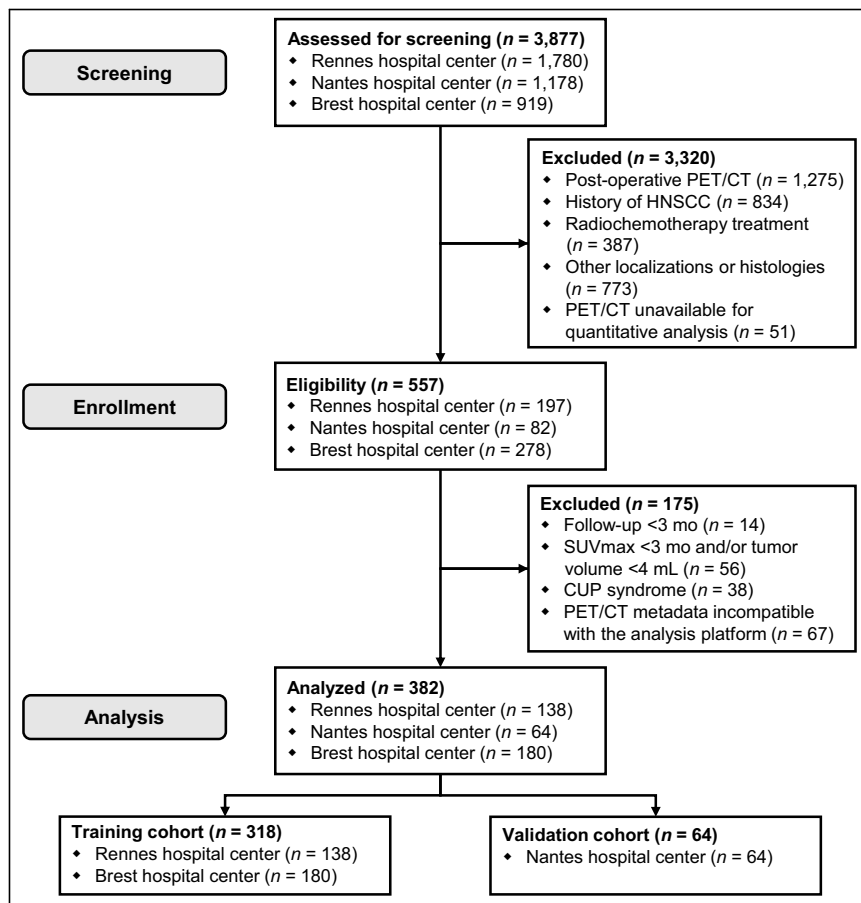 Screening
Assessed for screening (n = 3,877)
◆ Rennes hospital center (n = 1,780)
◆ Nantes hospital center (n = 1,178)
◆ Brest hospital center (n = 919)
Excluded (n = 3,320)
◆ Post-operative PET/CT (n = 1,275)
◆ History of HNSCC (n = 834)
◆ Radiochemotherapy treatment
(n = 387)
◆ Other localizations or histologies
(n = 773)
◆ PET/CT unavailable for
quantitative analysis (n = 51)
Enrollment
Eligibility (n = 557)
◆ Rennes hospital center (n = 197)
◆ Nantes hospital center (n = 82)
◆ Brest hospital center (n = 278)
Excluded (n = 175)
◆ Follow-up <3 mo (n = 14)
◆ SUVmax <3 mo and/or tumor
volume <4 mL (n = 56)
◆ CUP syndrome (n = 38)
◆ PET/CT metadata incompatible
with the analysis platform (n = 67)
Analysis
Analyzed (n = 382)
◆ Rennes hospital center (n = 138)
◆ Nantes hospital center (n = 64)
◆ Brest hospital center (n = 180)
Training cohort (n = 318)
◆ Rennes hospital center (n = 138)
◆ Brest hospital center (n = 180)
Validation cohort (n = 64)
◆ Nantes hospital center (n = 64)